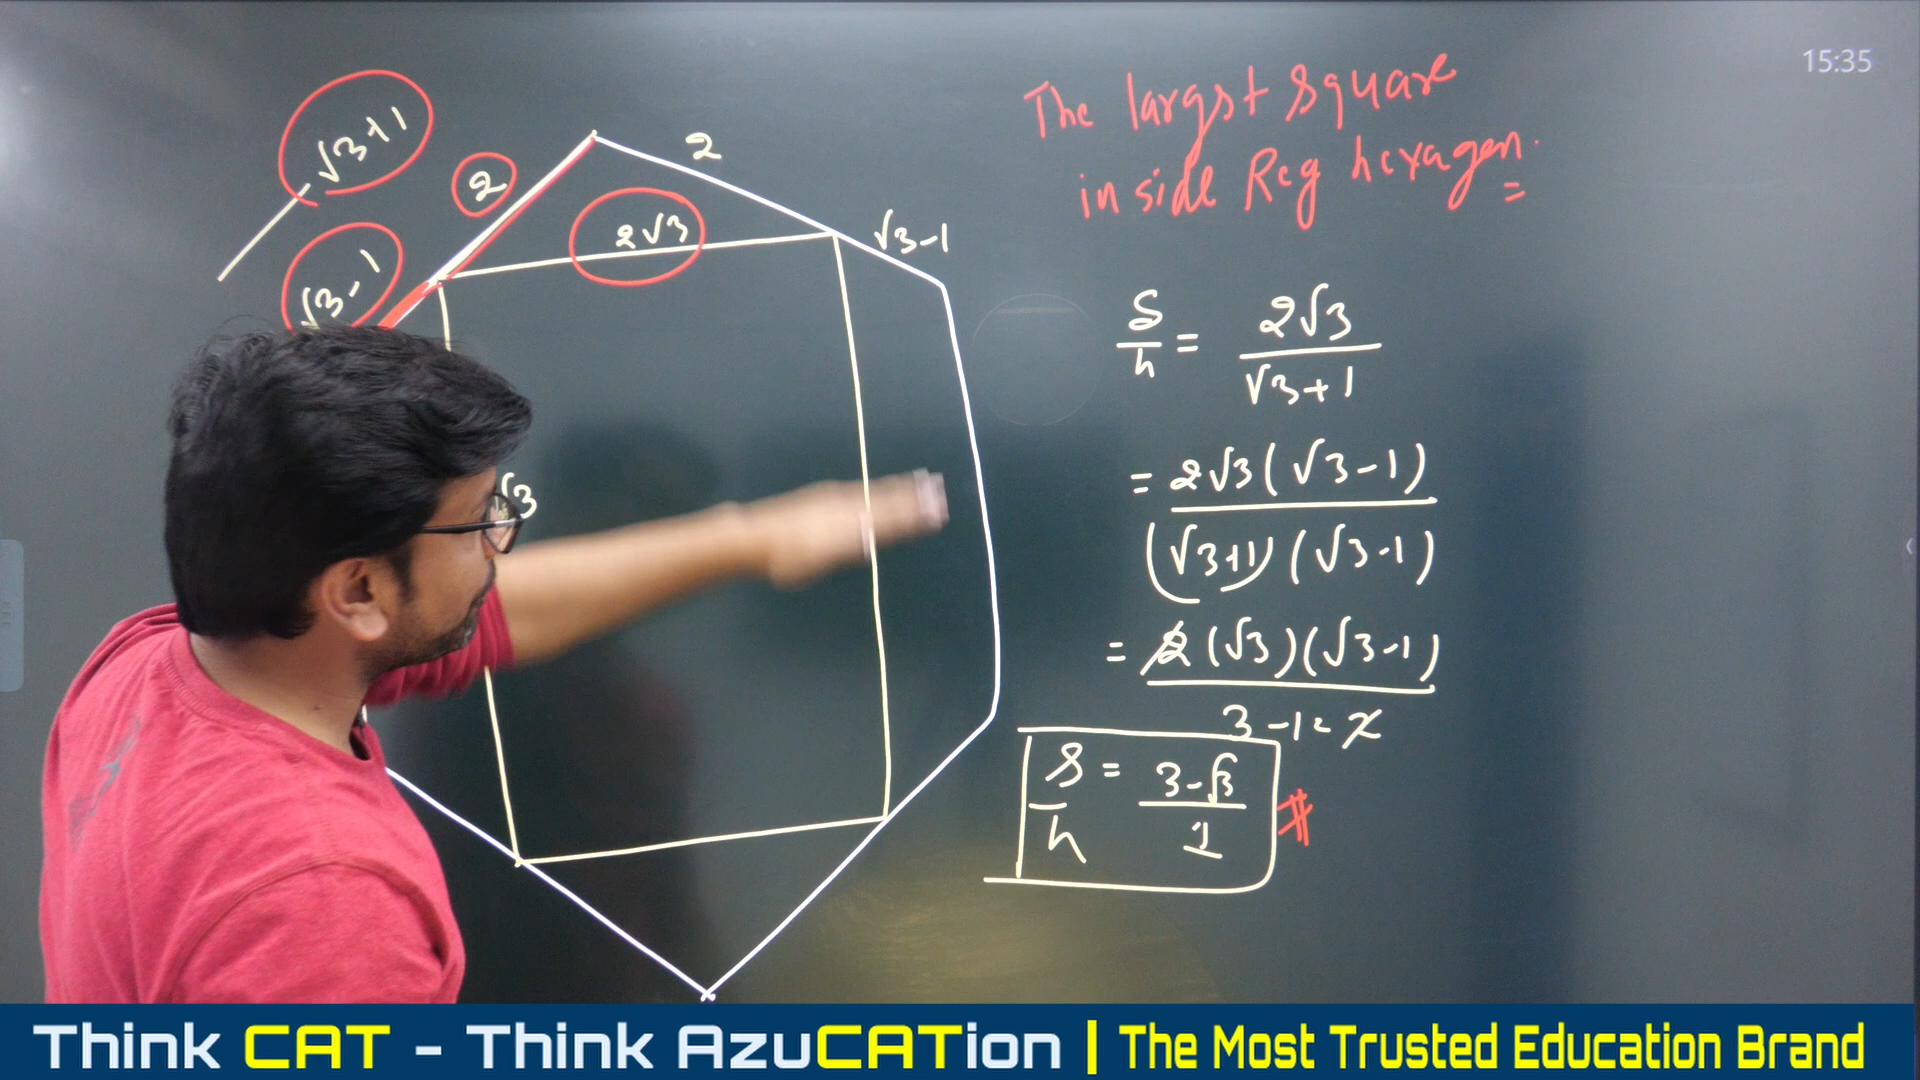 15:35
The largst square
inside Reg hexagen.
√3+1
2
2
2√3
√3-1
√3-1
√3
S/h = 2√3/√3+1
= 2√3(√3-1)
(√3+1)(√3-1)
= 2(√3)(√3-1)
3-1=2
s/h = 3-√3/1 #
Think CAT - Think AzuCATion | The Most Trusted Education Brand